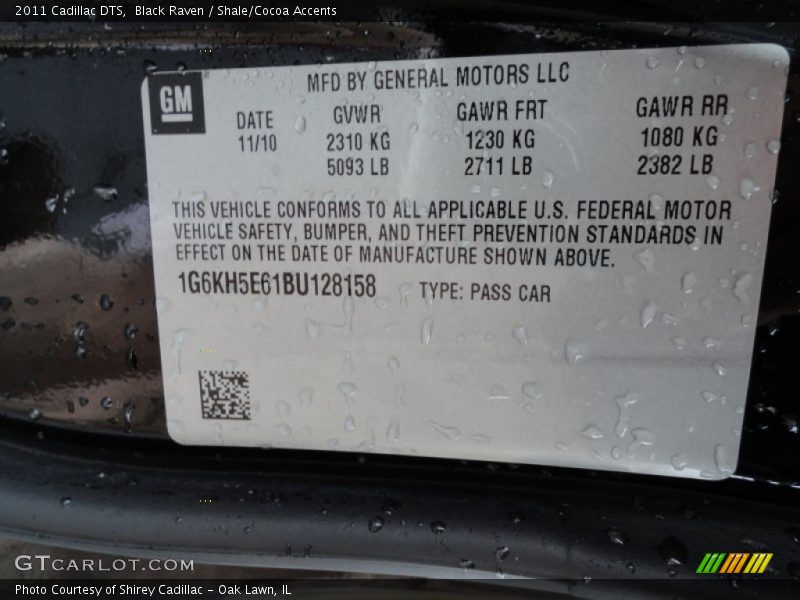 2011 Cadillac DTS, Black Raven / Shale/Cocoa Accents
GM
MFD BY GENERAL MOTORS LLC
DATE GVWR GAWR FRT GAWR RR
11/10 2310 KG 1230 KG 1080 KG
5093 LB 2711 LB 2382 LB
THIS VEHICLE CONFORMS TO ALL APPLICABLE U.S. FEDERAL MOTOR
VEHICLE SAFETY, BUMPER, AND THEFT PREVENTION STANDARDS IN
EFFECT ON THE DATE OF MANUFACTURE SHOWN ABOVE.
1G6KH5E61BU128158 TYPE: PASS CAR
GTCARLOT.COM
Photo Courtesy of Shirey Cadillac - Oak Lawn, IL